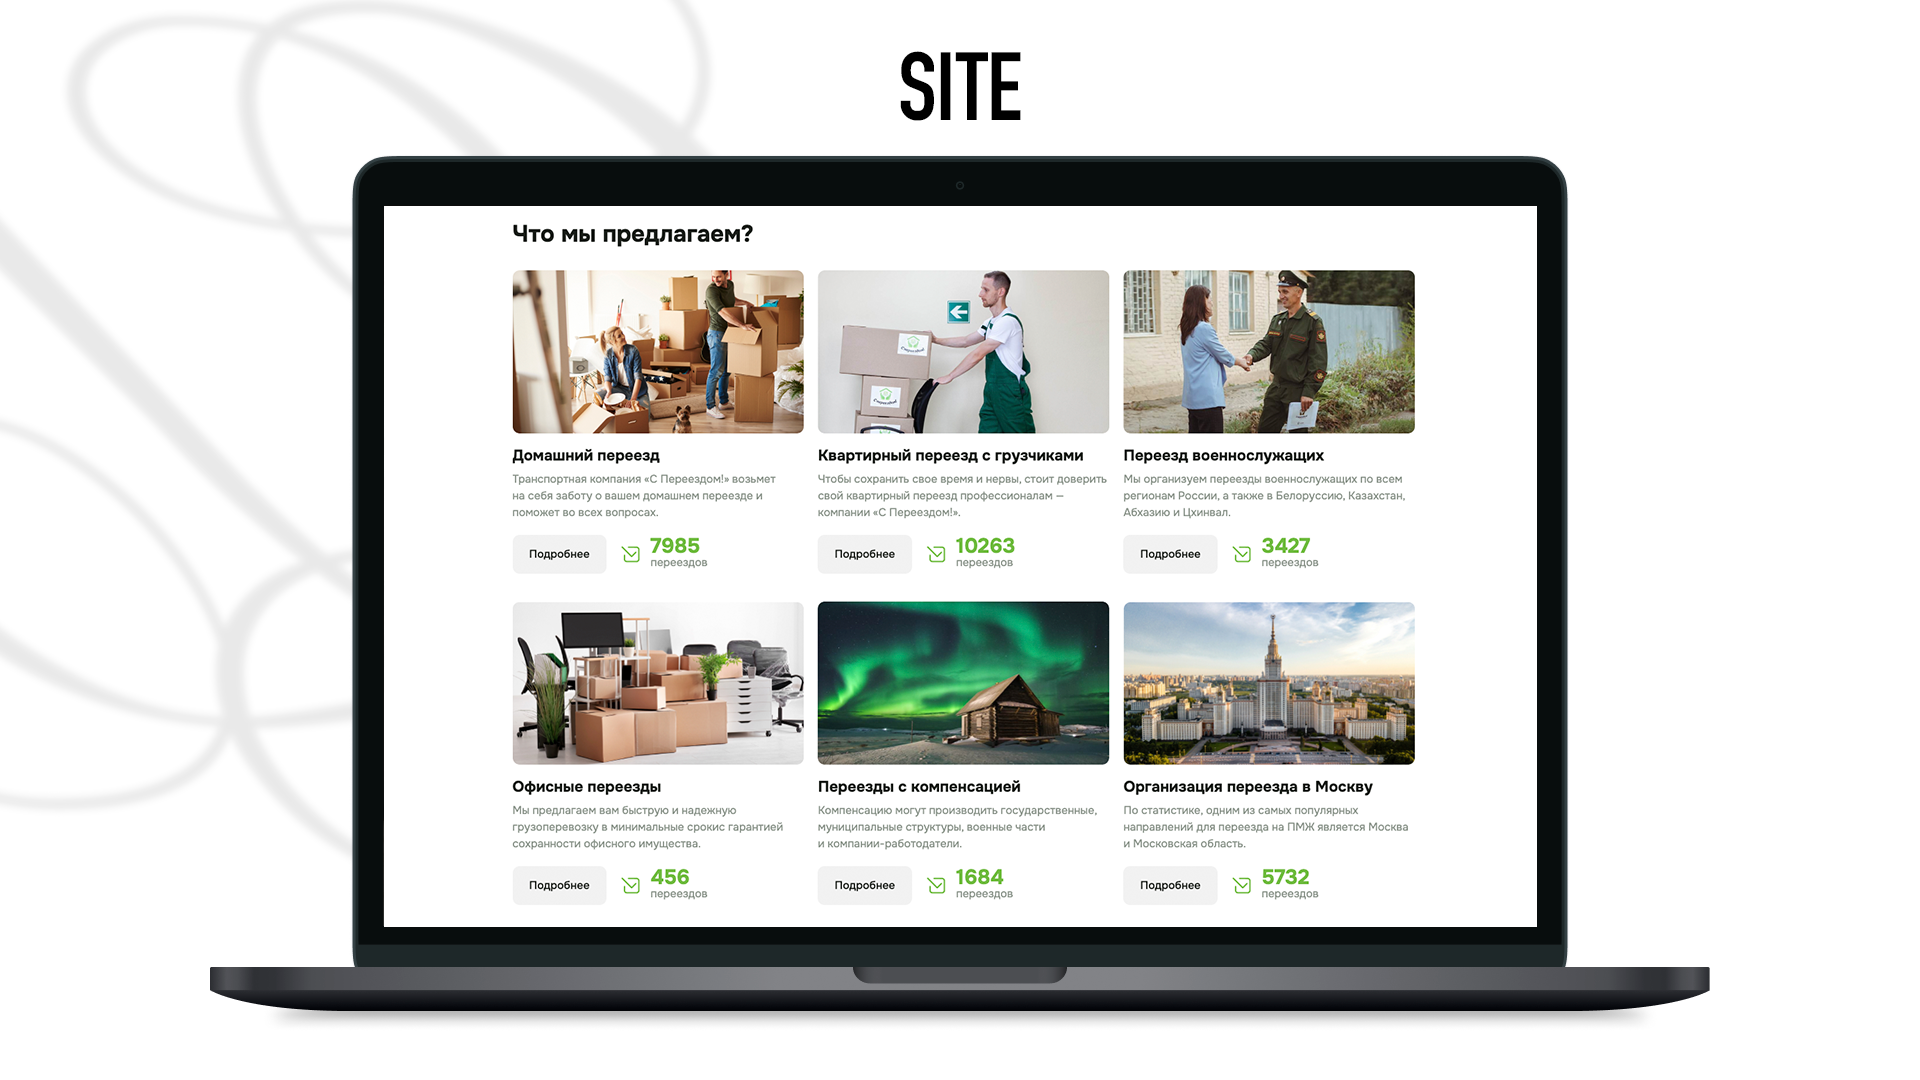 SITE
Что мы предлагаем?
Домашний переезд
Транспортная компания «С Переездом!» возьмет
на себя заботу о вашем домашнем переезде и
поможет во всех вопросах.
Подробнее
7985
переездов
Квартирный переезд с грузчиками
Чтобы сохранить свое время и нервы, стоит доверить
свой квартирный переезд профессионалам —
компании «С Переездом!».
Подробнее
10263
переездов
Переезд военнослужащих
Мы организуем переезды военнослужащих по всем
регионам России, а также в Белоруссию, Казахстан,
Абхазию и Цхинвал.
Подробнее
3427
переездов
Офисные переезды
Мы предлагаем вам быструю и надежную
грузоперевозку в минимальные срокис гарантией
сохранности офисного имущества.
Подробнее
456
переездов
Переезды с компенсацией
Компенсацию могут производить государственные,
муниципальные структуры, военные части
и компании-работодатели.
Подробнее
1684
переездов
Организация переезда в Москву
По статистике, одним из самых популярных
направлений для переезда на ПМЖ является Москва
и Московская область.
Подробнее
5732
переездов